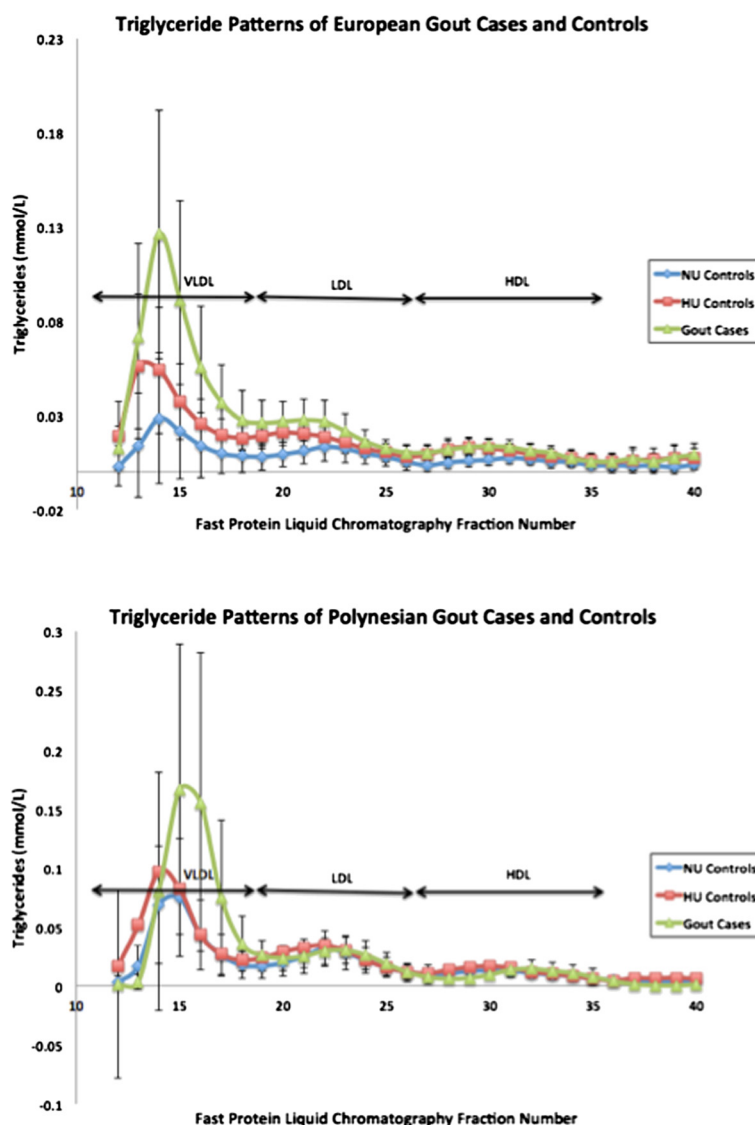 Triglyceride Patterns of European Gout Cases and Controls
0.23
0.18
0.13
0.08
0.03
-0.02
Triglycerides (mmol/L)
VLDL
LDL
HDL
NU Controls
HU Controls
Gout Cases
10 15 20 25 30 35 40
Fast Protein Liquid Chromatography Fraction Number
Triglyceride Patterns of Polynesian Gout Cases and Controls
0.3
0.25
0.2
0.15
0.1
0.05
0
-0.05
-0.1
Triglycerides (mmol/L)
VLDL
LDL
HDL
NU Controls
HU Controls
Gout Cases
10 15 20 25 30 35 40
Fast Protein Liquid Chromatography Fraction Number